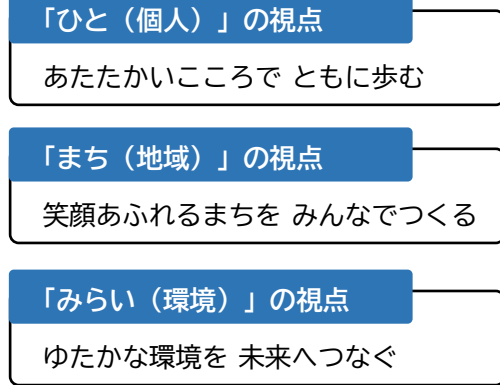 「ひと（個人）」の視点
あたたかいこころで ともに歩む
「まち（地域）」の視点
笑顔あふれるまちを みんなでつくる
「みらい（環境）」の視点
ゆたかな環境を 未来へつなぐ